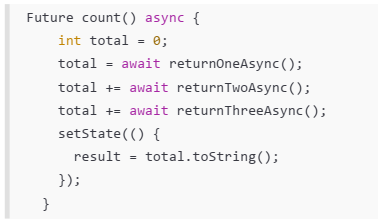 Future count() async {
    int total = 0;
    total = await returnOneAsync();
    total += await returnTwoAsync();
    total += await returnThreeAsync();
    setState(() {
      result = total.toString();
    });
  }